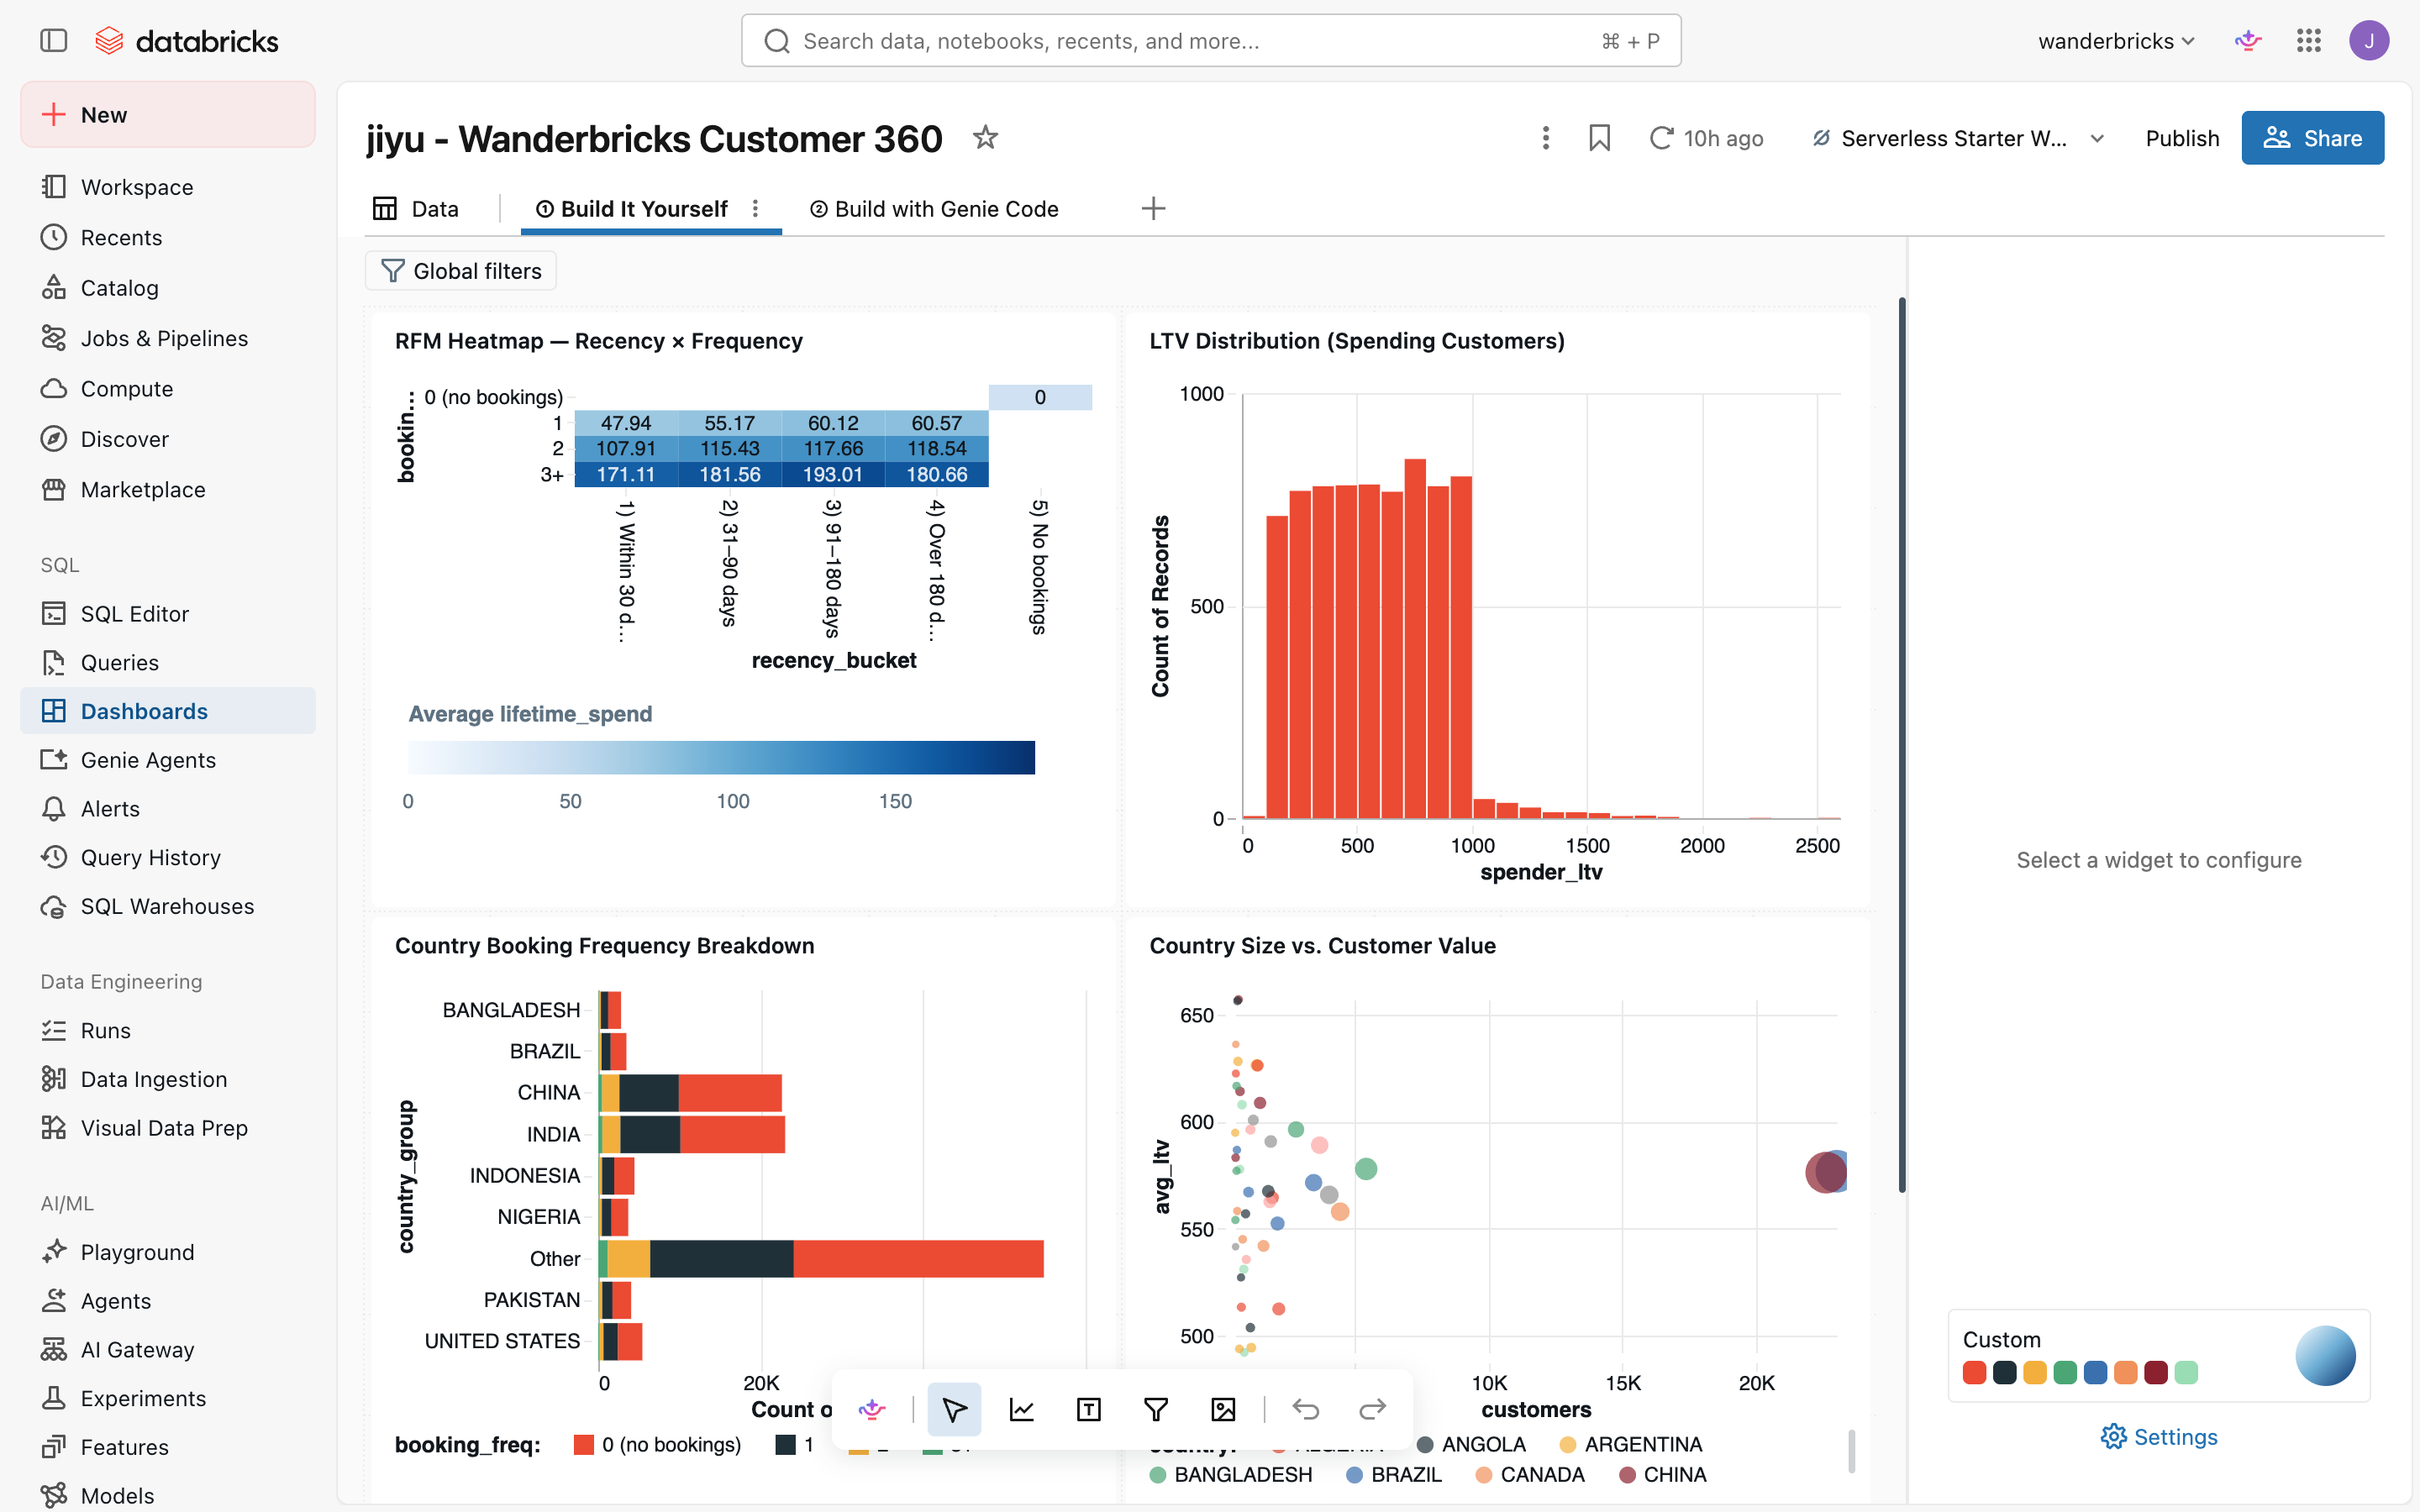 databricks
Search data, notebooks, recents, and more...
⌘ + P
wanderbricks
J
New
Workspace
Recents
Catalog
Jobs & Pipelines
Compute
Discover
Marketplace
SQL
SQL Editor
Queries
Dashboards
Genie Agents
Alerts
Query History
SQL Warehouses
Data Engineering
Runs
Data Ingestion
Visual Data Prep
AI/ML
Playground
Agents
AI Gateway
Experiments
Features
Models
jiyu - Wanderbricks Customer 360
10h ago
Serverless Starter W...
Publish
Share
Data
① Build It Yourself
② Build with Genie Code
Global filters
RFM Heatmap — Recency × Frequency
bookin...
0 (no bookings) 0
1 47.94 55.17 60.12 60.57
2 107.91 115.43 117.66 118.54
3+ 171.11 181.56 193.01 180.66
1) Within 30 d...
2) 31–90 days
3) 91–180 days
4) Over 180 d...
5) No bookings
recency_bucket
Average lifetime_spend
0 50 100 150
LTV Distribution (Spending Customers)
Count of Records
1000
500
0
0 500 1000 1500 2000 2500
spender_ltv
Country Booking Frequency Breakdown
country_group
BANGLADESH
BRAZIL
CHINA
INDIA
INDONESIA
NIGERIA
Other
PAKISTAN
UNITED STATES
0 20K
Count o
booking_freq: 0 (no bookings) 1
Country Size vs. Customer Value
avg_ltv
650
600
550
500
10K 15K 20K
customers
ANGOLA ARGENTINA
BANGLADESH BRAZIL CANADA CHINA
Select a widget to configure
Custom
Settings